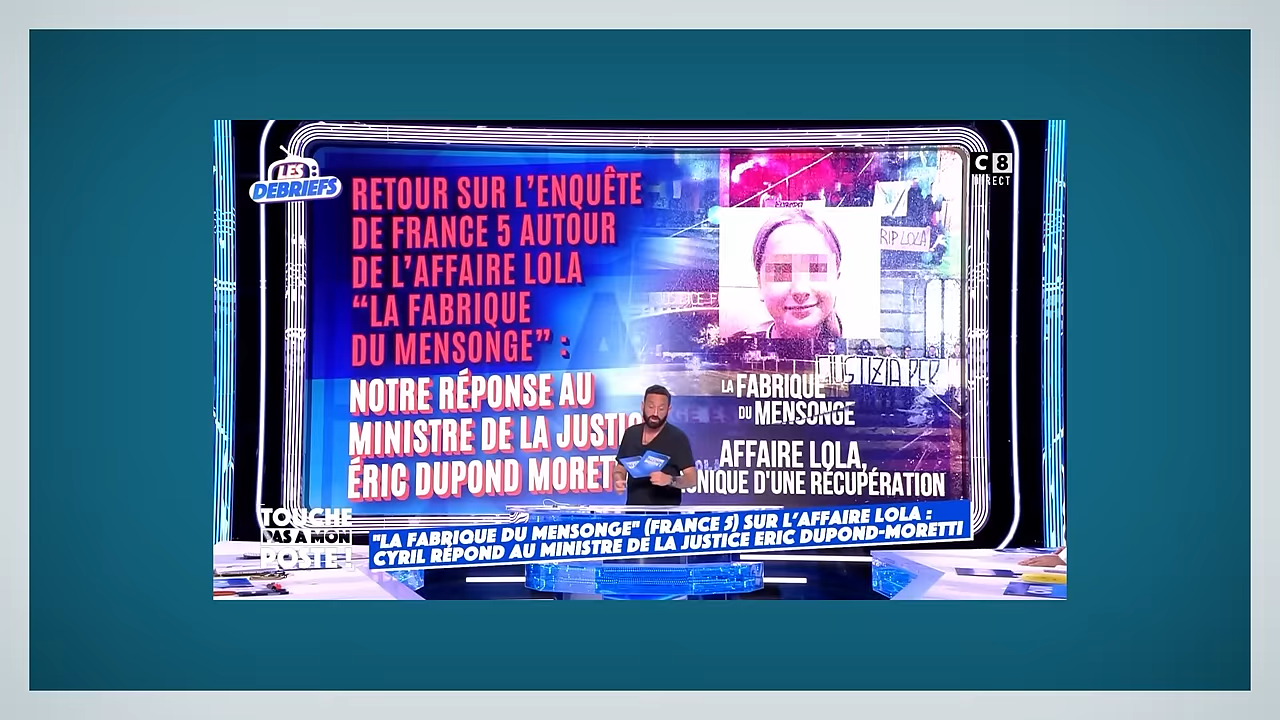 LES
DEBRIEFS
C8
DIRECT
RETOUR SUR L'ENQUÊTE
DE FRANCE 5 AUTOUR
DE L'AFFAIRE LOLA
“LA FABRIQUE
DU MENSONGE” :
NOTRE RÉPONSE AU
MINISTRE DE LA JUSTIC
ÉRIC DUPOND MORETT
RIP LOLA
GIUSTIZIA PER
LA FABRIQUE
DU MENSONGE
AFFAIRE LOLA,
NIQUE D'UNE RÉCUPÉRATION
TOUCHE
PAS A MON
POSTE!
"LA FABRIQUE DU MENSONGE" (FRANCE 5) SUR L'AFFAIRE LOLA :
CYRIL RÉPOND AU MINISTRE DE LA JUSTICE ERIC DUPOND-MORETTI